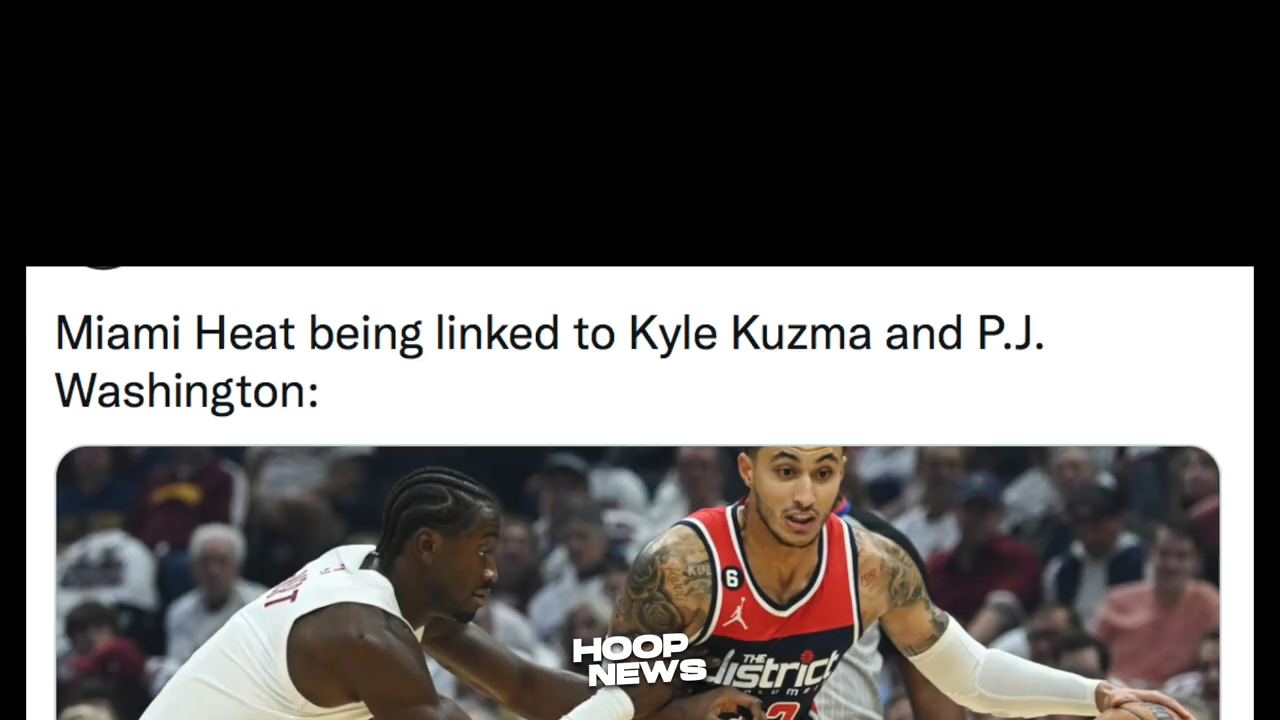 Miami Heat being linked to Kyle Kuzma and P.J.
Washington:
6
THE
district
HOOP
NEWS